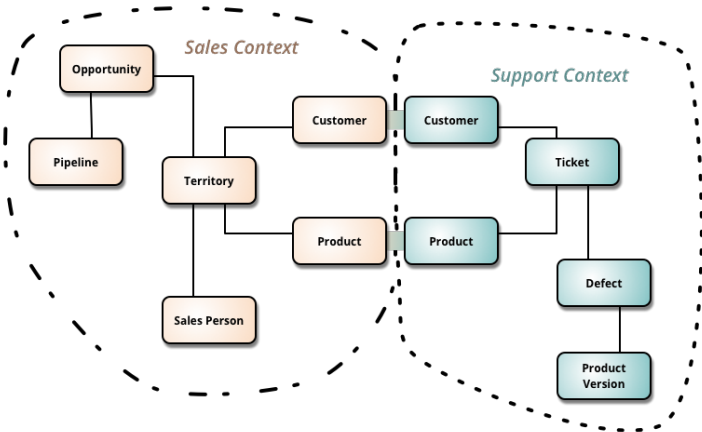 Sales Context
Support Context
Opportunity
Customer
Customer
Pipeline
Territory
Ticket
Product
Product
Defect
Sales Person
Product
Version